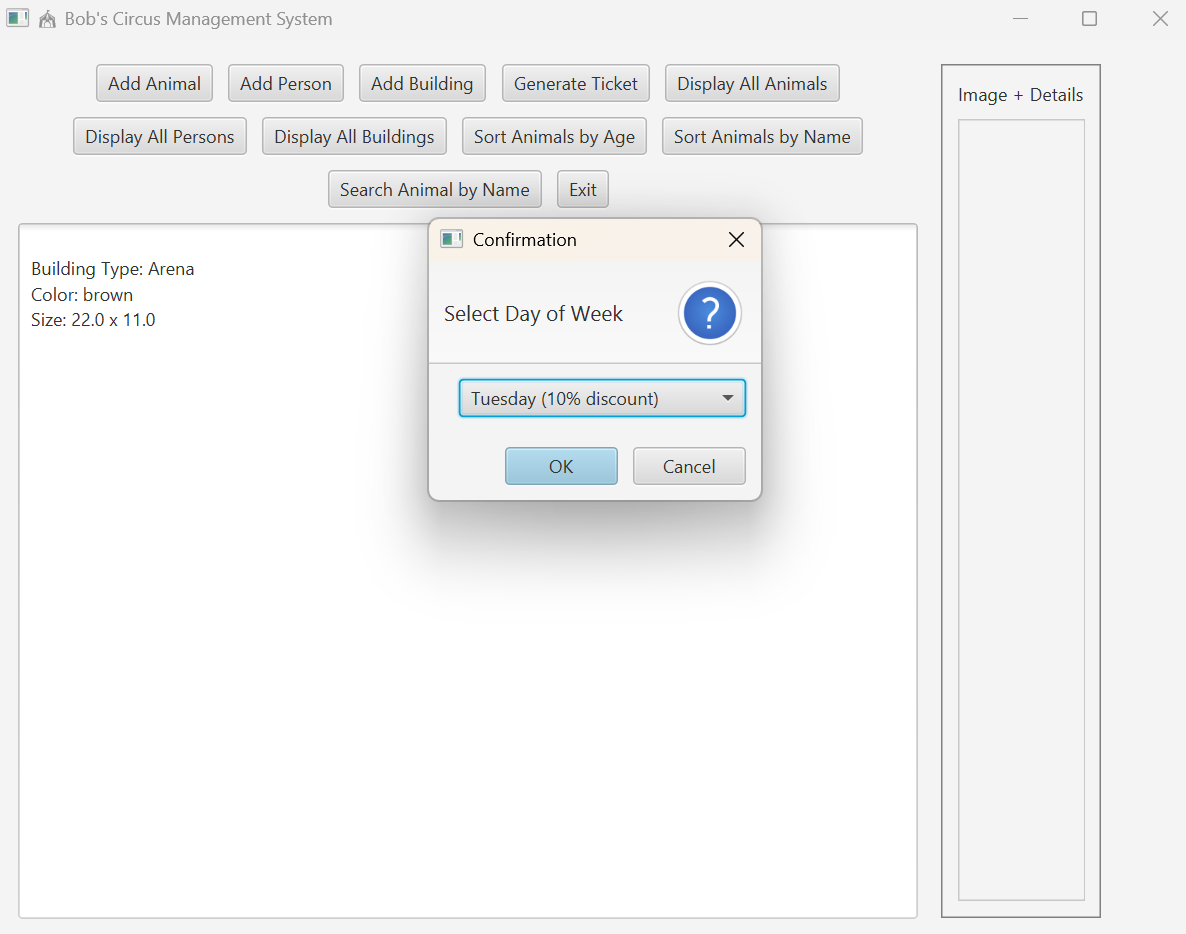 Bob's Circus Management System
Add Animal Add Person Add Building Generate Ticket Display All Animals
Display All Persons Display All Buildings Sort Animals by Age Sort Animals by Name
Search Animal by Name Exit
Building Type: Arena
Color: brown
Size: 22.0 x 11.0
Confirmation
Select Day of Week
?
Tuesday (10% discount)
OK Cancel
Image + Details